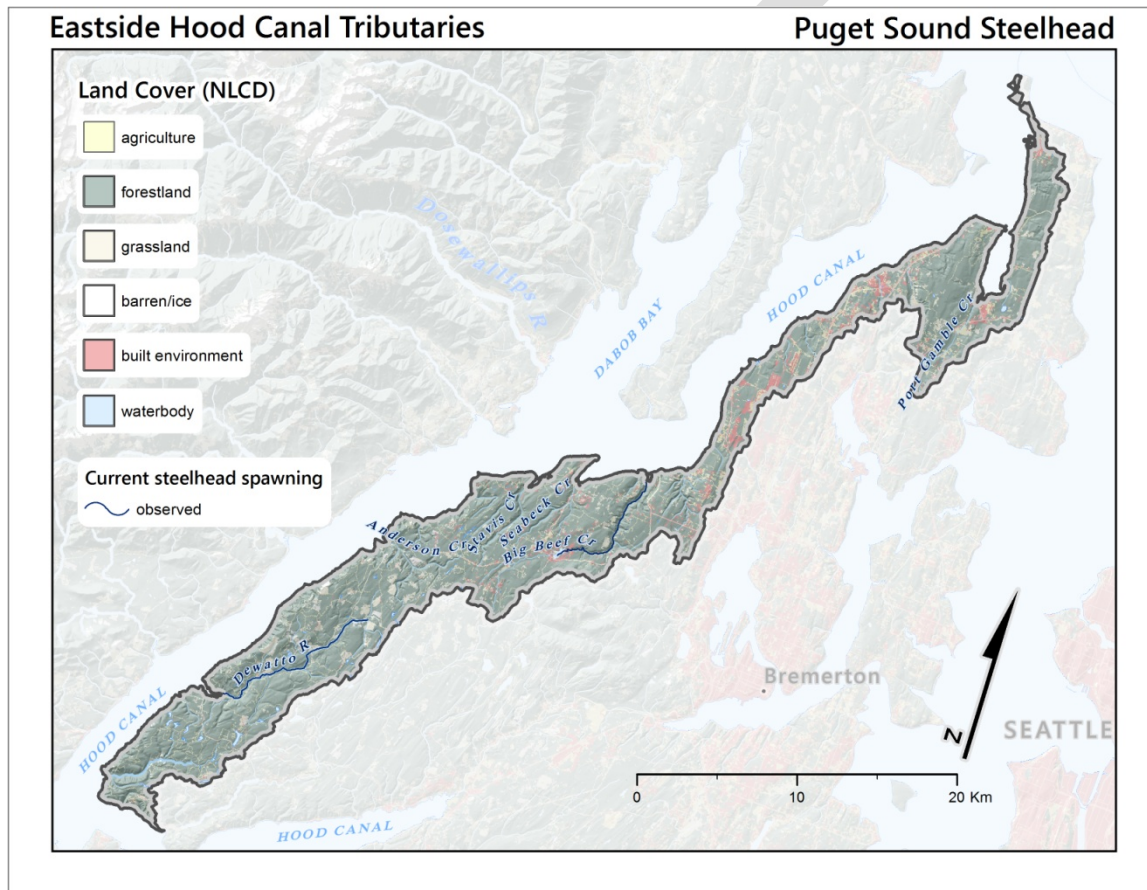 Eastside Hood Canal Tributaries
Puget Sound Steelhead
Land Cover (NLCD)
agriculture
forestland
grassland
barren/ice
built environment
waterbody
Current steelhead spawning
observed
Dosewallips R
DABOB BAY
HOOD CANAL
Port Gamble Cr
Anderson Cr
Stavis Cr
Seabeck Cr
Big Beef Cr
Dewatto R
HOOD CANAL
HOOD CANAL
Bremerton
SEATTLE
N
0 10 20 Km